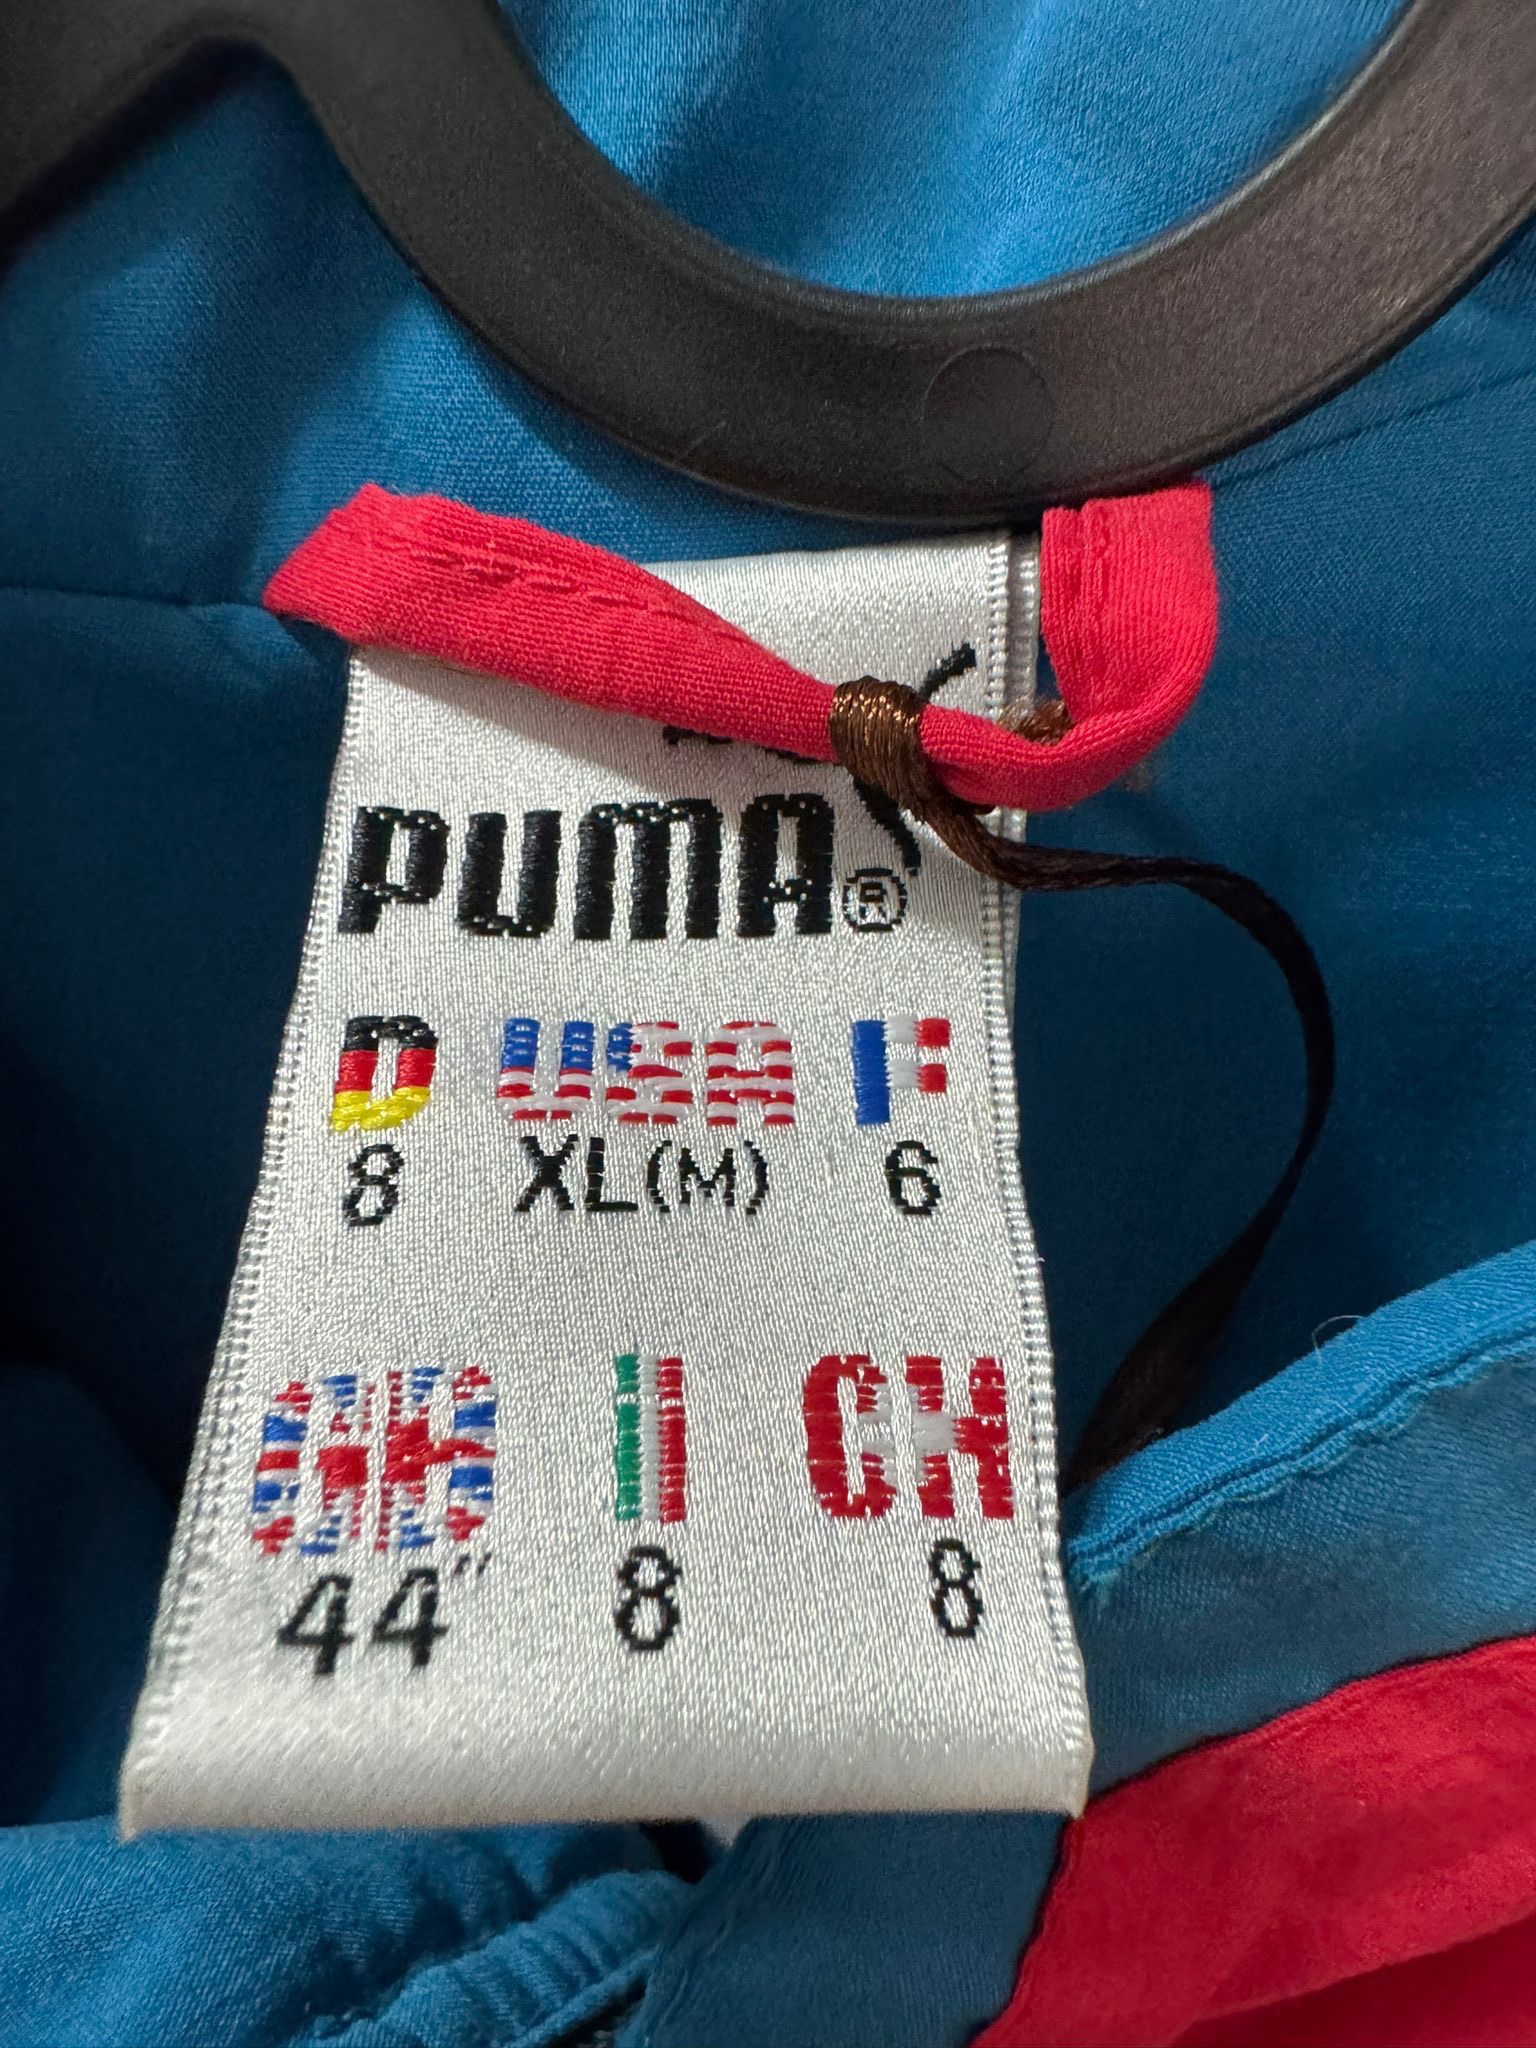 PUMA®
D USA F
8 XL(M) 6
GB I CH
44" 8 8